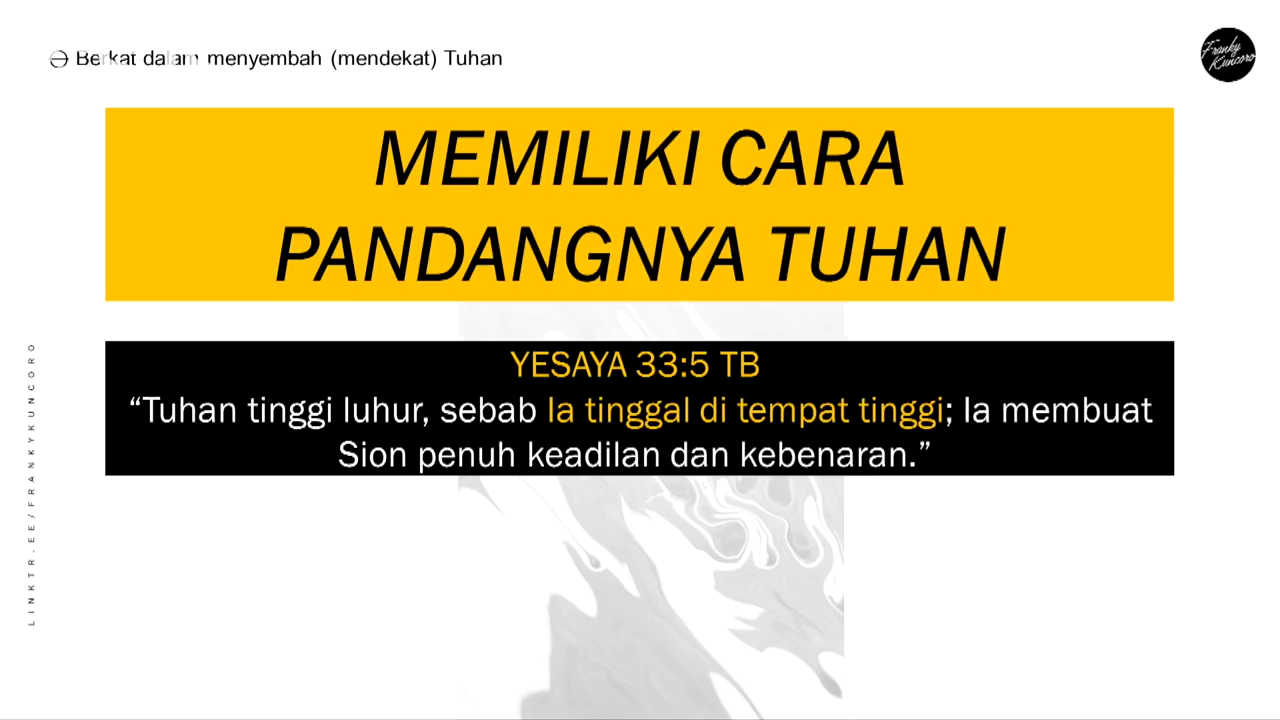 Berkat dalam menyembah (mendekat) Tuhan
Franky
Kuncoro
MEMILIKI CARA
PANDANGNYA TUHAN
YESAYA 33:5 TB
“Tuhan tinggi luhur, sebab Ia tinggal di tempat tinggi; Ia membuat
Sion penuh keadilan dan kebenaran.”
LINKTR.EE/FRANKYKUNCORO